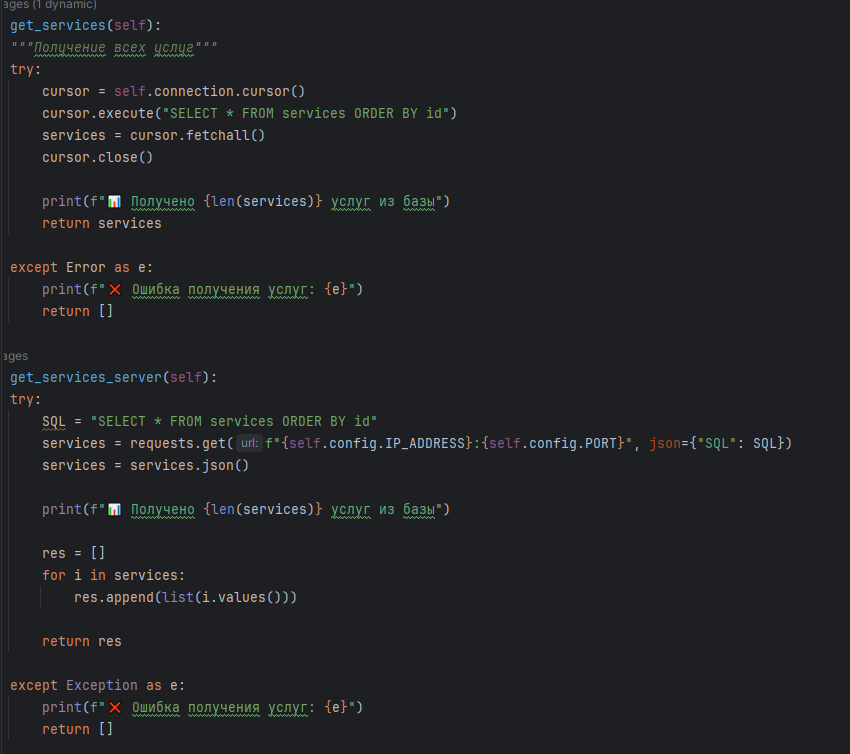 ages (1 dynamic)
get_services(self):
"""Получение всех услуг"""
try:
cursor = self.connection.cursor()
cursor.execute("SELECT * FROM services ORDER BY id")
services = cursor.fetchall()
cursor.close()
print(f"📊 Получено {len(services)} услуг из базы")
return services
except Error as e:
print(f"❌ Ошибка получения услуг: {e}")
return []
ages
get_services_server(self):
try:
SQL = "SELECT * FROM services ORDER BY id"
services = requests.get( url: f"{self.config.IP_ADDRESS}:{self.config.PORT}", json={"SQL": SQL})
services = services.json()
print(f"📊 Получено {len(services)} услуг из базы")
res = []
for i in services:
res.append(list(i.values()))
return res
except Exception as e:
print(f"❌ Ошибка получения услуг: {e}")
return []